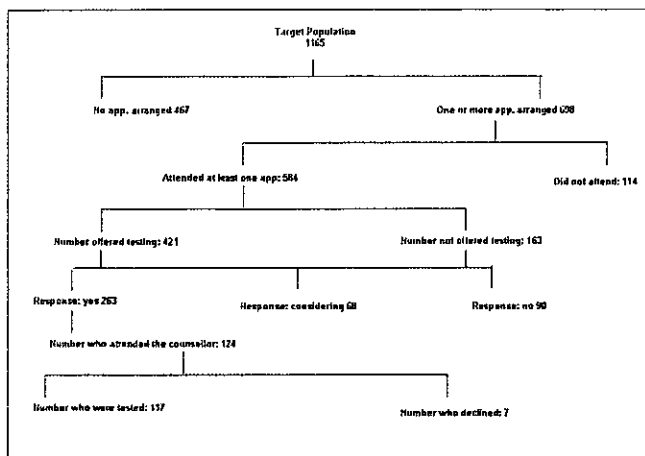 Target Population
1165
No app. arranged 467
One or more app. arranged 698
Attended at least one app: 584
Did not attend: 114
Number offered testing: 421
Number not offered testing: 163
Response: yes 263
Response: considering 68
Response: no 90
Number who attended the counsellor: 124
Number who were tested: 117
Number who declined: 7